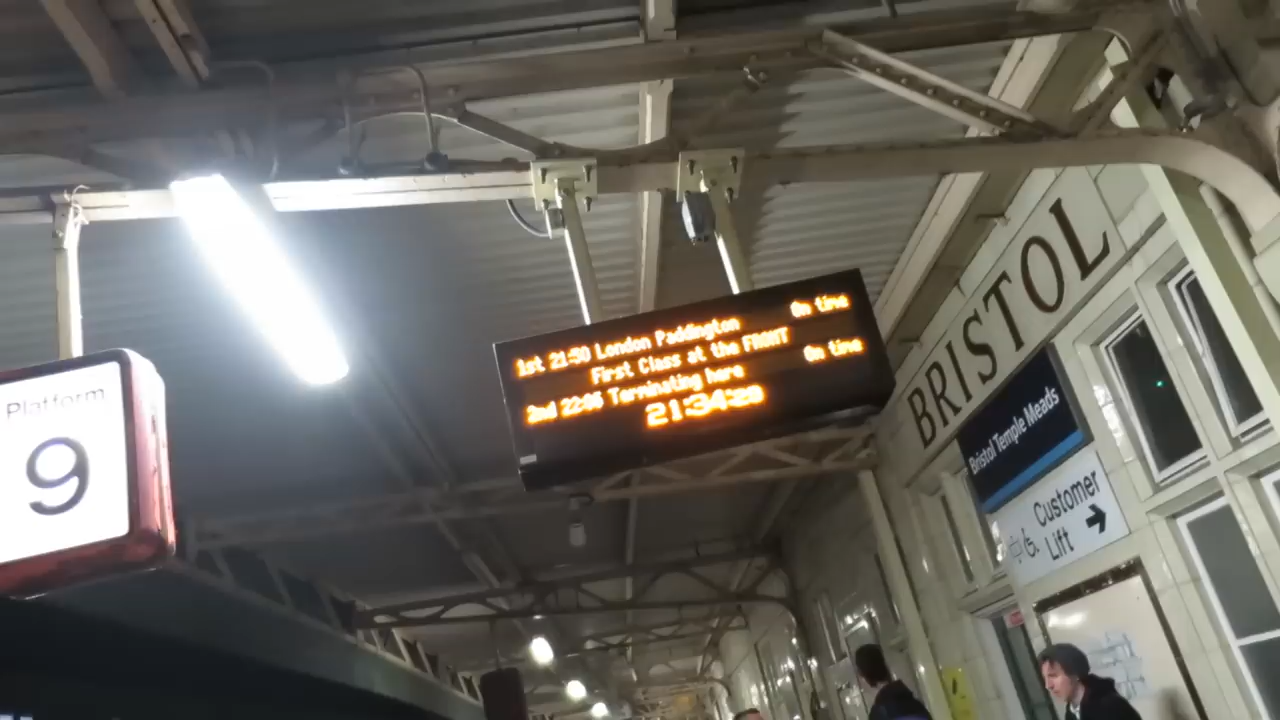 Platform
9
1st 21:30 London Paddington On time
First Class at the FRONT
2nd 22:06 Terminating here On time
21:34:28
BRISTOL
Bristol Temple Meads
Customer
Lift